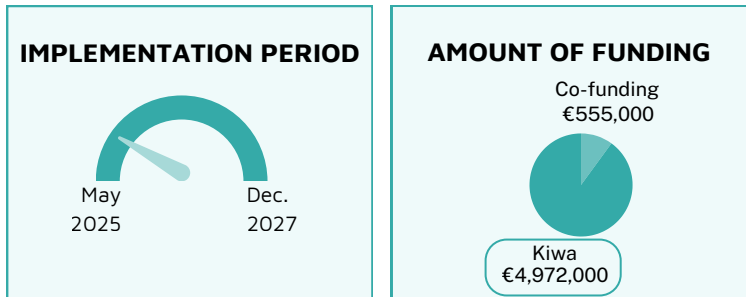 IMPLEMENTATION PERIOD
May
2025
Dec.
2027
AMOUNT OF FUNDING
Co-funding
€555,000
Kiwa
€4,972,000